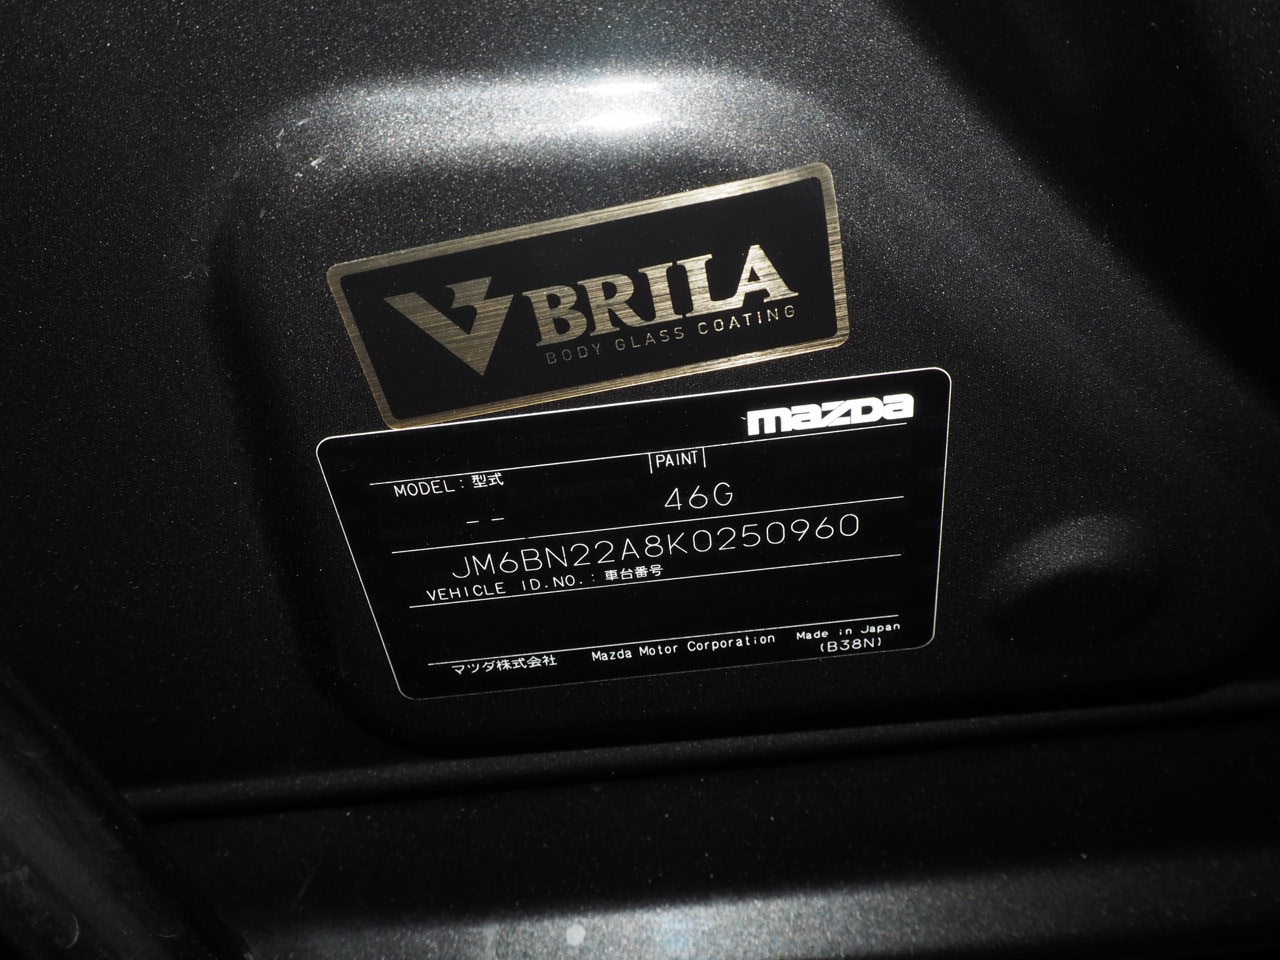 BRILA
BODY GLASS COATING
mazda
MODEL : 型式
PAINT
-- 46G
JM6BN22A8K0250960
VEHICLE ID.NO. : 車台番号
マツダ株式会社 Mazda Motor Corporation Made in Japan
(B38N)